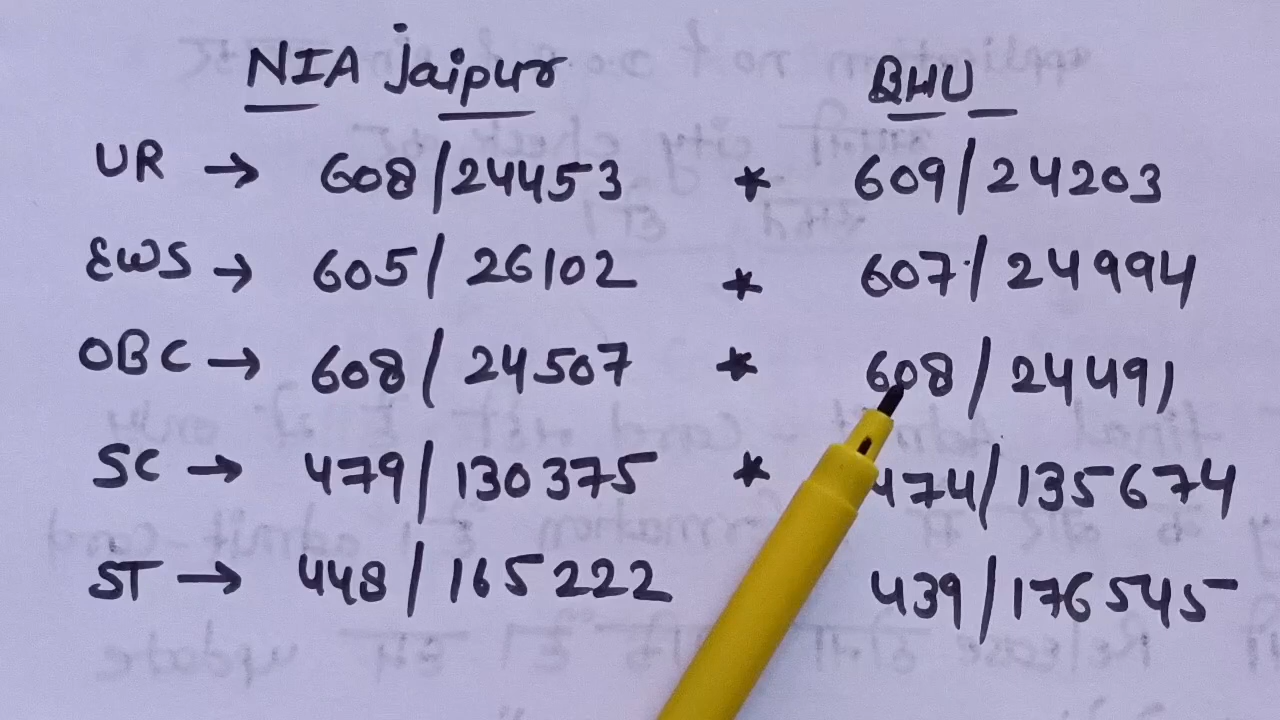 NIA Jaipur BHU
UR → 608/24453 * 609/24203
EWS → 605/26102 * 607/24994
OBC → 608/24507 * 608/24491
SC → 479/130375 * 474/135674
ST → 448/165222 439/176545